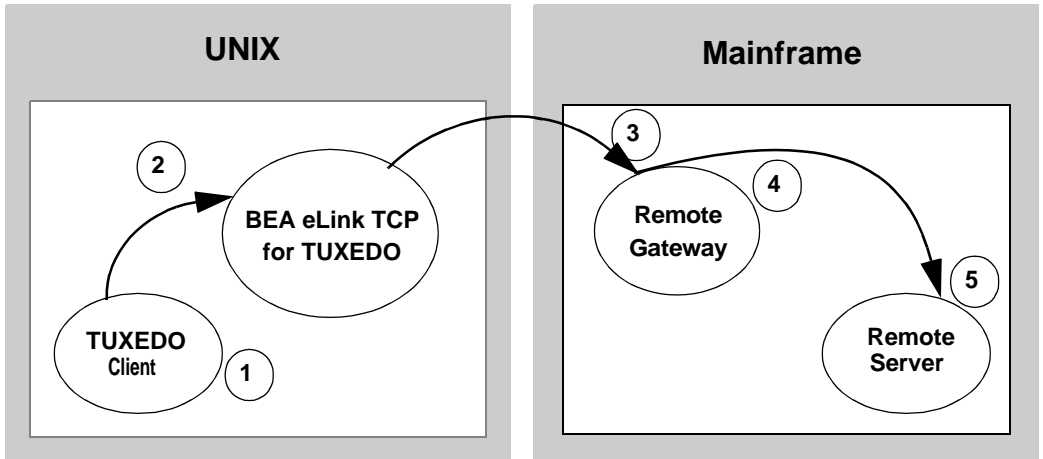 UNIX
Mainframe
2
BEA eLink TCP
for TUXEDO
TUXEDO
Client
1
3
4
Remote
Gateway
5
Remote
Server